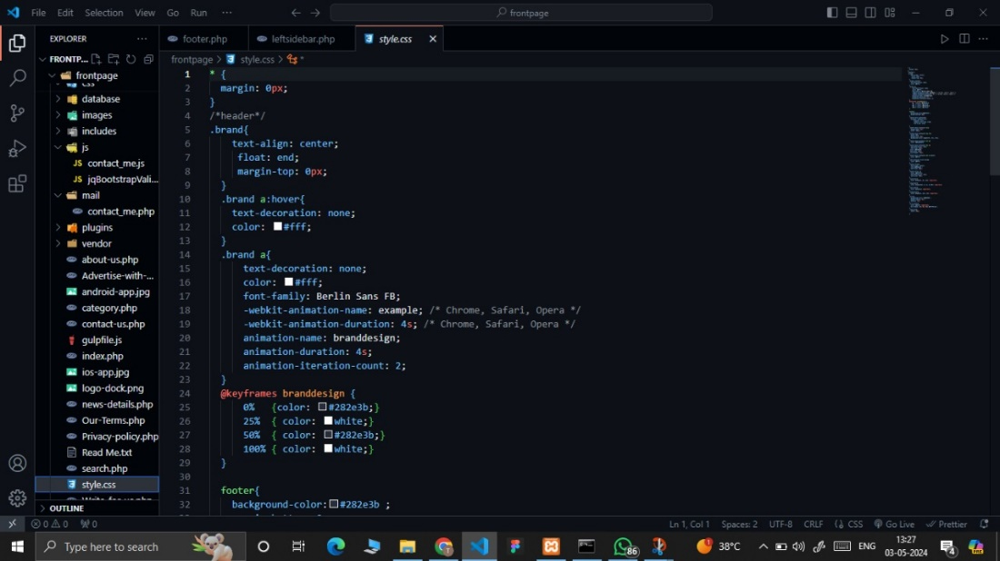 File Edit Selection View Go Run ··· frontpage
EXPLORER ···
footer.php leftsidebar.php style.css
FRONTP...
frontpage > style.css > *
frontpage
css
database
images
includes
js
JS contact_me.js
JS jqBootstrapVali...
mail
contact_me.php
plugins
vendor
about-us.php
Advertise-with-...
android-app.jpg
category.php
contact-us.php
gulpfile.js
index.php
ios-app.jpg
logo-dock.png
news-details.php
Our-Terms.php
Privacy-policy.php
Read Me.txt
search.php
style.css
Write-for-us.php
OUTLINE
1 * {
2 margin: 0px;
3 }
4 /*header*/
5 .brand{
6 text-align: center;
7 float: end;
8 margin-top: 0px;
9 }
10 .brand a:hover{
11 text-decoration: none;
12 color: #fff;
13 }
14 .brand a{
15 text-decoration: none;
16 color: #fff;
17 font-family: Berlin Sans FB;
18 -webkit-animation-name: example; /* Chrome, Safari, Opera */
19 -webkit-animation-duration: 4s; /* Chrome, Safari, Opera */
20 animation-name: branddesign;
21 animation-duration: 4s;
22 animation-iteration-count: 2;
23 }
24 @keyframes branddesign {
25 0% {color: #282e3b;}
26 25% { color: white;}
27 50% { color: #282e3b;}
28 100% { color: white;}
29 }
30
31 footer{
32 background-color: #282e3b ;
0 0 0 Ln 1, Col 1 Spaces: 2 UTF-8 CRLF CSS Go Live Prettier
Type here to search 86 38°C ENG 13:27 4
03-05-2024